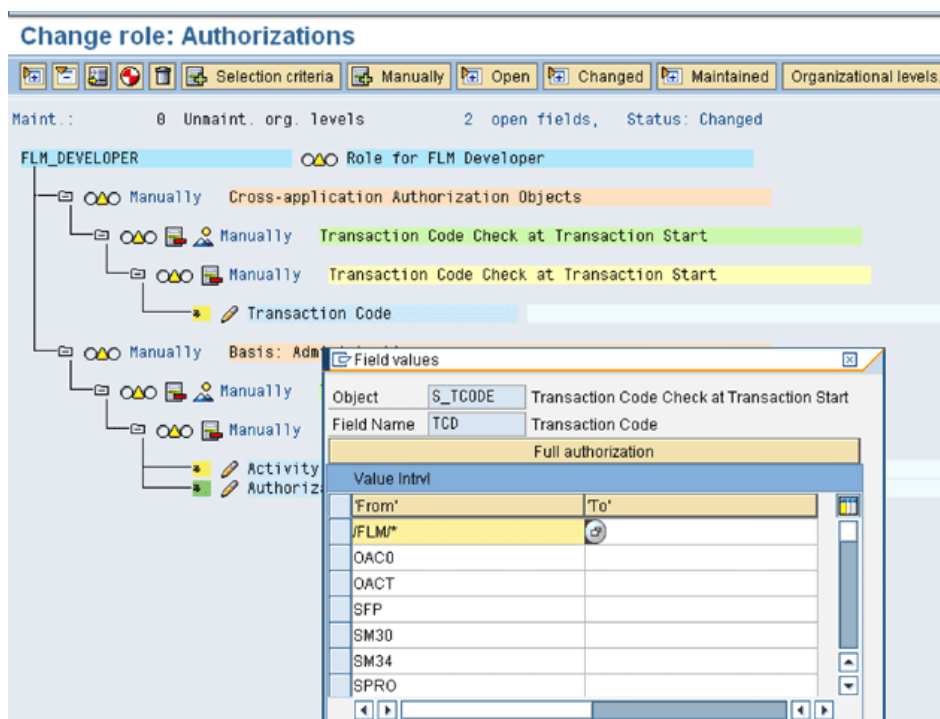 Change role: Authorizations
Selection criteria Manually Open Changed Maintained Organizational levels.
Maint.: 0 Unmaint. org. levels 2 open fields, Status: Changed
FLM_DEVELOPER Role for FLM Developer
Manually Cross-application Authorization Objects
Manually Transaction Code Check at Transaction Start
Manually Transaction Code Check at Transaction Start
Transaction Code
Manually Basis:
Field values
Manually
Object S_TCODE Transaction Code Check at Transaction Start
Manually
Field Name TCD Transaction Code
Full authorization
Activity
Value Intrvl
'From' 'To'
/FLM/*
OAC0
OACT
SFP
SM30
SM34
SPRO